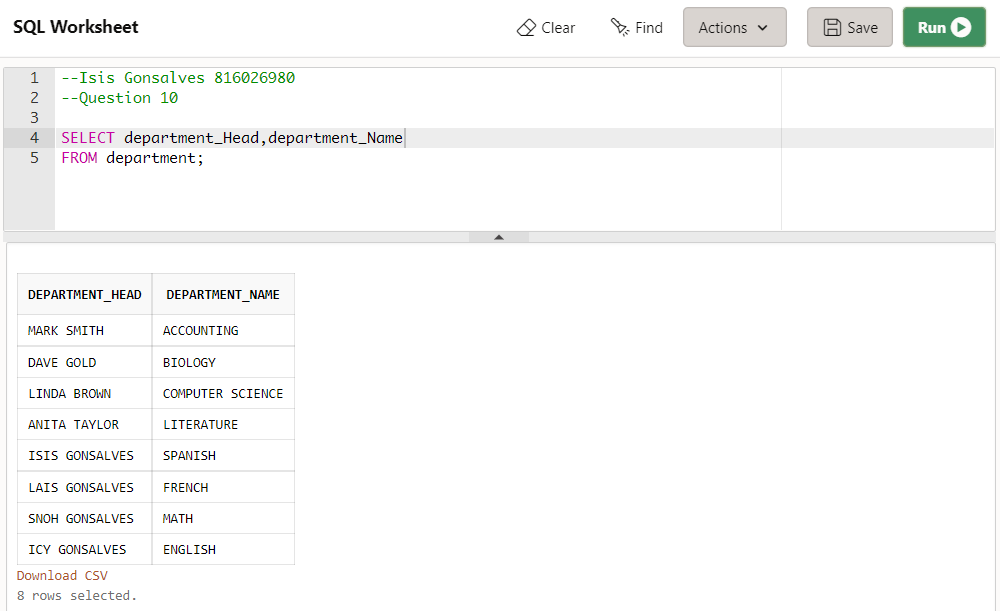 SQL Worksheet
Clear Find Actions Save Run
1 --Isis Gonsalves 816026980
2 --Question 10
3
4 SELECT department_Head,department_Name
5 FROM department;
DEPARTMENT_HEAD DEPARTMENT_NAME
MARK SMITH ACCOUNTING
DAVE GOLD BIOLOGY
LINDA BROWN COMPUTER SCIENCE
ANITA TAYLOR LITERATURE
ISIS GONSALVES SPANISH
LAIS GONSALVES FRENCH
SNOH GONSALVES MATH
ICY GONSALVES ENGLISH
Download CSV
8 rows selected.